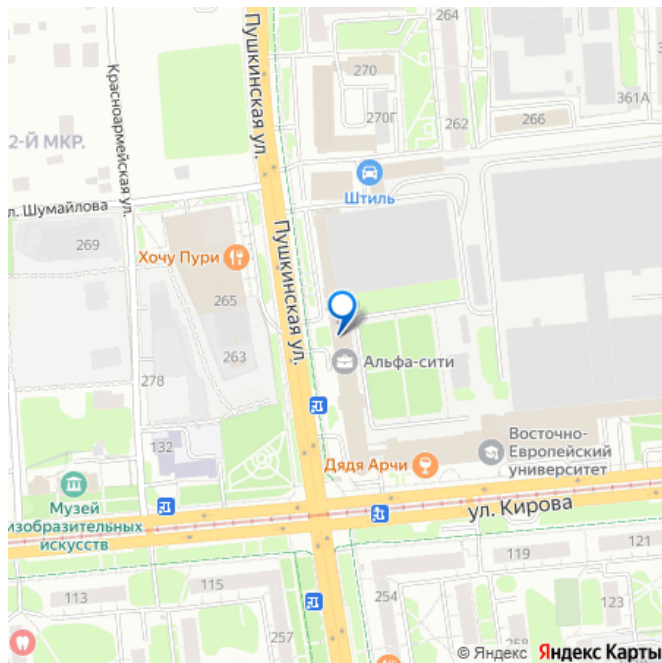 264
270
361А
Красноармейская ул.
Пушкинская ул.
270Г
262
266
2-Й МКР.
Штиль
л. Шумайлова
Пушкинская ул.
269
Хочу Пури
265
263
Альфа-сити
278
132
Восточно-
Европейский
университет
Дядя Арчи
Музей
изобразительных
искусств
ул. Кирова
119
121
115
113
254
123
257
258
© Яндекс Яндекс Карты